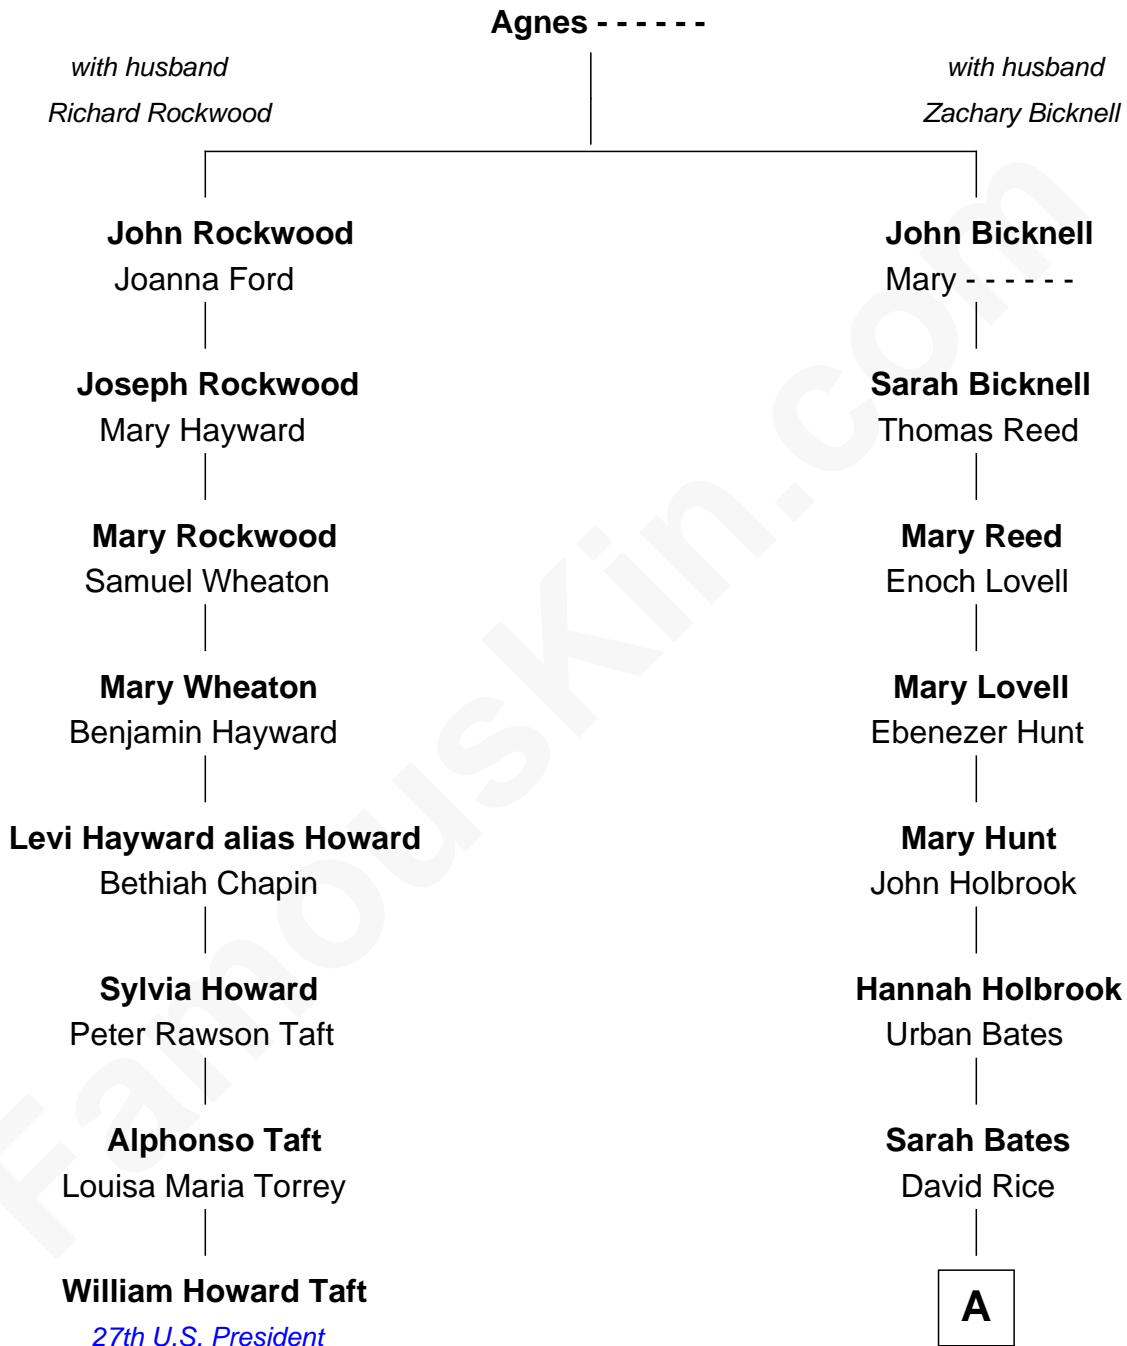 Agnes - - - - - -
with husband
Richard Rockwood
with husband
Zachary Bicknell
John Rockwood
Joanna Ford
John Bicknell
Mary - - - - - -
Joseph Rockwood
Mary Hayward
Sarah Bicknell
Thomas Reed
Mary Rockwood
Samuel Wheaton
Mary Reed
Enoch Lovell
Mary Wheaton
Benjamin Hayward
Mary Lovell
Ebenezer Hunt
Levi Hayward alias Howard
Bethiah Chapin
Mary Hunt
John Holbrook
Sylvia Howard
Peter Rawson Taft
Hannah Holbrook
Urban Bates
Alphonso Taft
Louisa Maria Torrey
Sarah Bates
David Rice
William Howard Taft
27th U.S. President
A
FamousKin.com